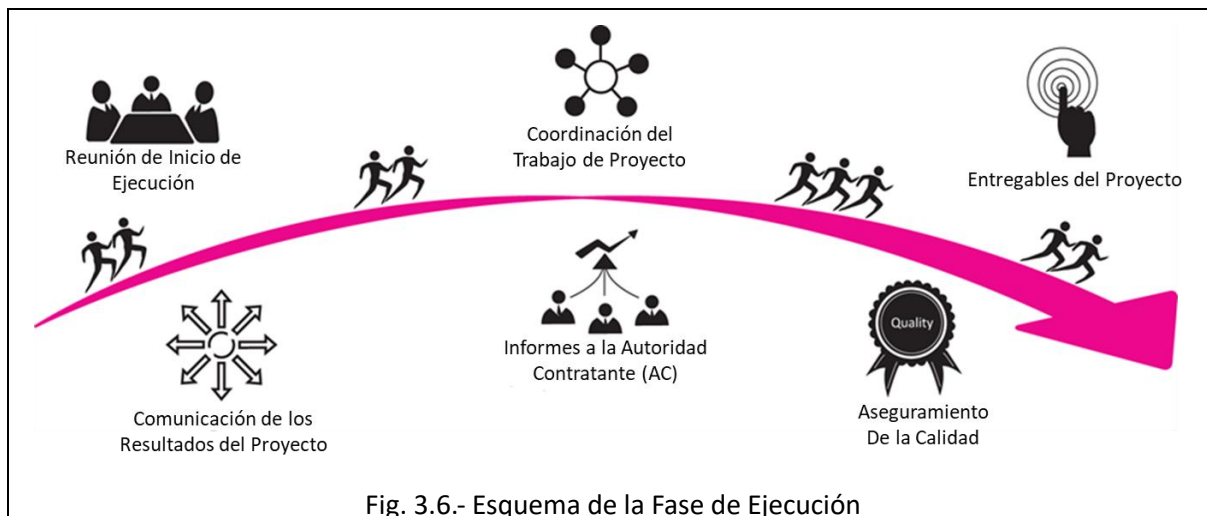 Reunión de Inicio de
Ejecución
Coordinación del
Trabajo de Proyecto
Entregables del Proyecto
Comunicación de los
Resultados del Proyecto
Informes a la Autoridad
Contratante (AC)
Quality
Aseguramiento
De la Calidad
Fig. 3.6.- Esquema de la Fase de Ejecución